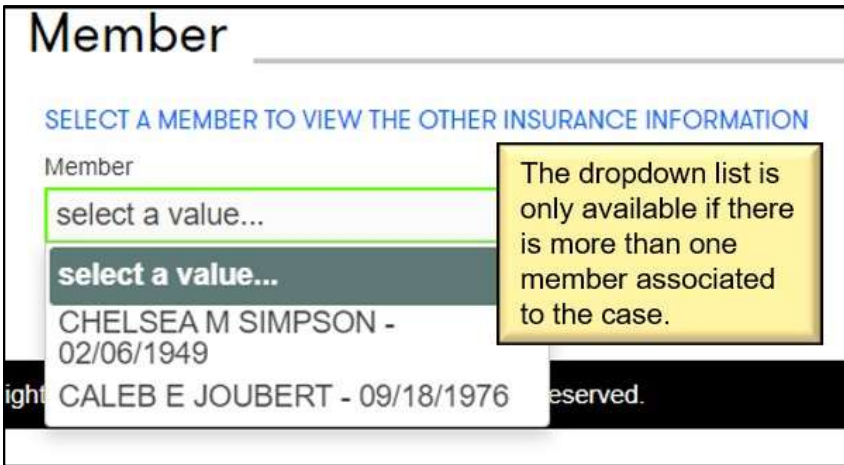 Member
SELECT A MEMBER TO VIEW THE OTHER INSURANCE INFORMATION
Member
select a value...
The dropdown list is
only available if there
is more than one
member associated
to the case.
select a value...
CHELSEA M SIMPSON -
02/06/1949
CALEB E JOUBERT - 09/18/1976
ight
eserved.